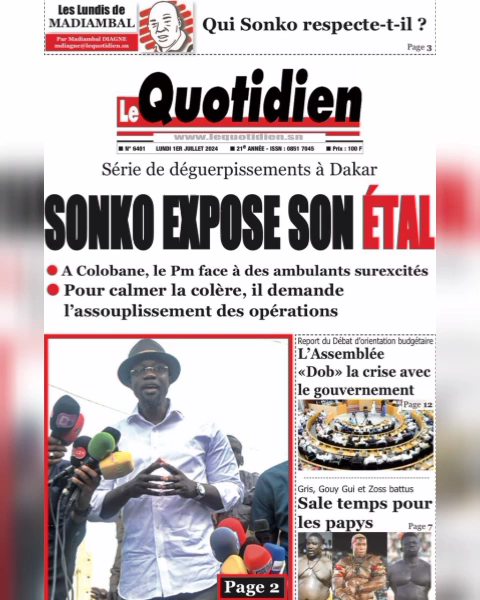 Les Lundis de
MADIAMBAL
Par Madiambal DIAGNE
mdiagne@lequotidien.sn
Qui Sonko respecte-t-il ?
Page 3
Le Quotidien
www.lequotidien.sn
N° 6401 LUNDI 1ER JUILLET 2024 21e ANNÉE - ISSN : 0851 7045 Prix : 100 F
Série de déguerpissements à Dakar
SONKO EXPOSE SON ÉTAL
A Colobane, le Pm face à des ambulants surexcités
Pour calmer la colère, il demande
l'assouplissement des opérations
Page 2
Report du Débat d'orientation budgétaire
L'Assemblée
«Dob» la crise avec
le gouvernement
Page 12
Gris, Gouy Gui et Zoss battus
Sale temps pour
les papys
Page 7